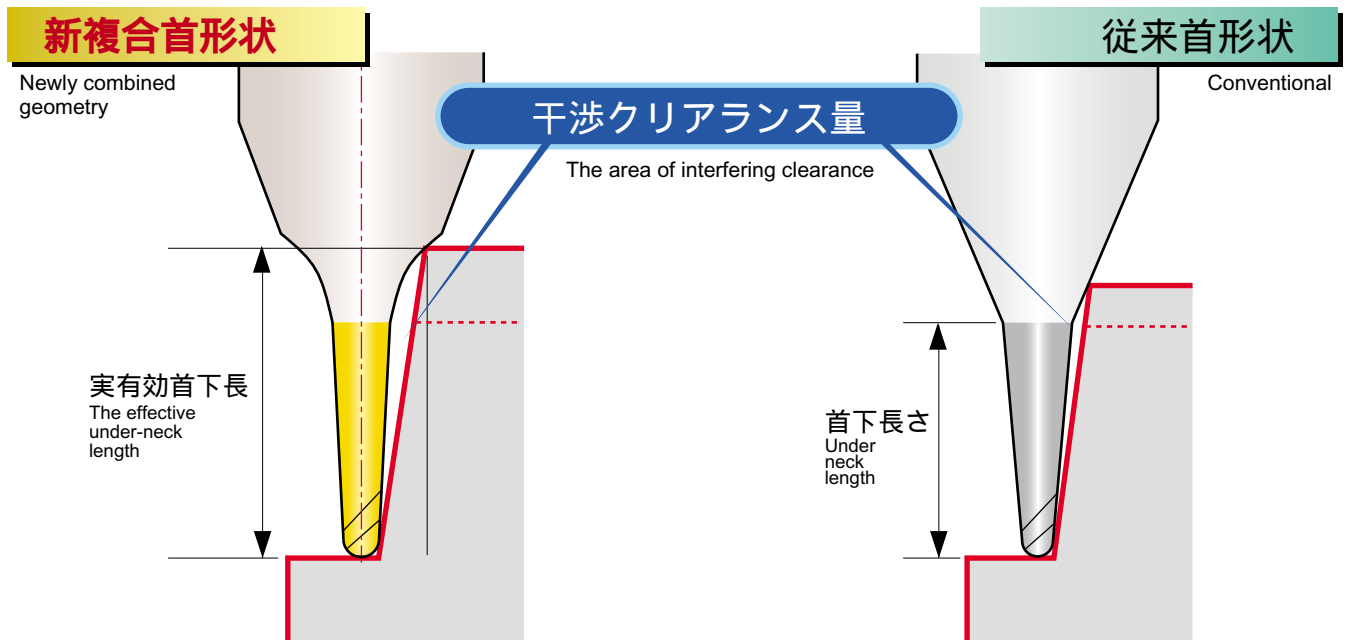 新複合首形状
Newly combined
geometry
従来首形状
Conventional
干渉クリアランス量
The area of interfering clearance
実有効首下長
The effective
under-neck
length
首下長さ
Under
neck
length